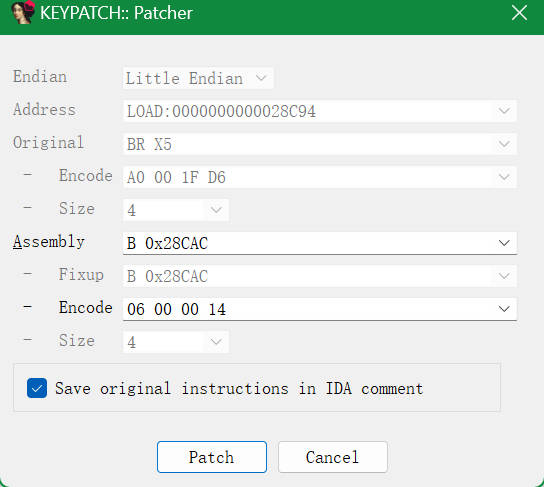 KEYPATCH:: Patcher
Endian Little Endian
Address LOAD:0000000000028C94
Original BR X5
- Encode A0 00 1F D6
- Size 4
Assembly B 0x28CAC
- Fixup B 0x28CAC
- Encode 06 00 00 14
- Size 4
Save original instructions in IDA comment
Patch Cancel